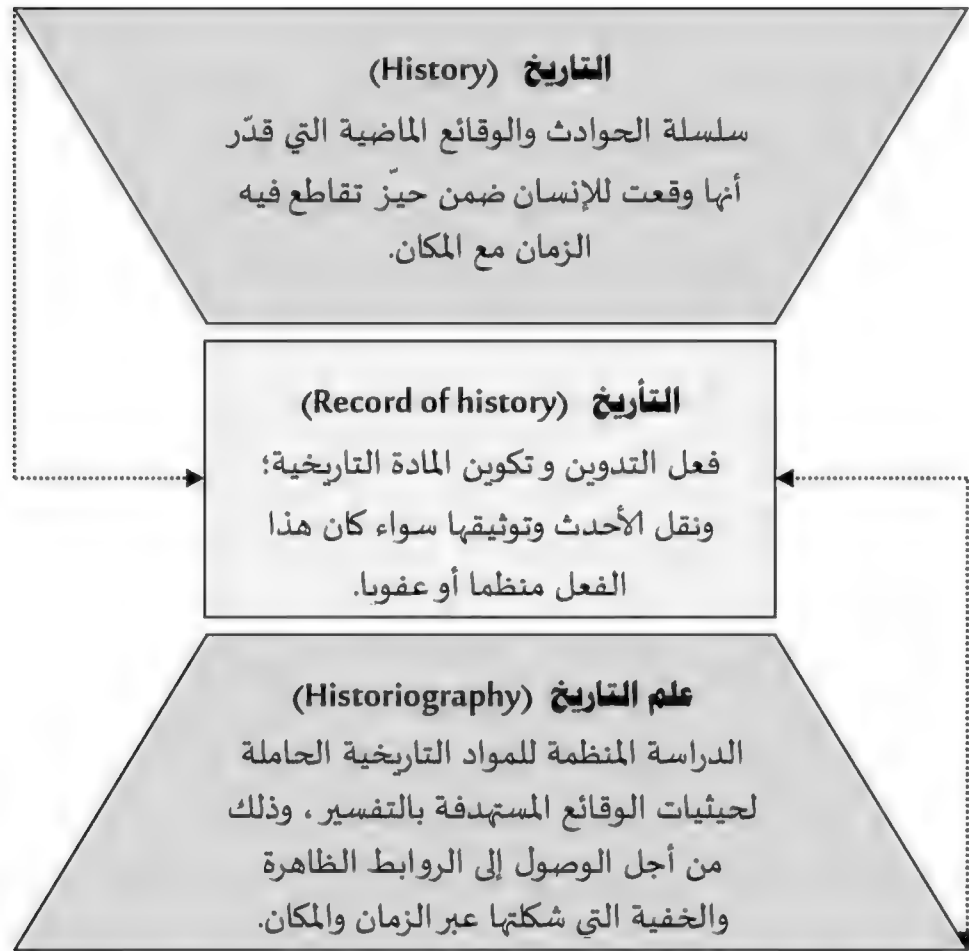 التاريخ (History)
سلسلة الحوادث والوقائع الماضية التي قدّر
أنها وقعت للإنسان ضمن حيّز تقاطع فيه
الزمان مع المكان.
التأريخ (Record of history)
فعل التدوين و تكوين المادة التاريخية؛
ونقل الأحدث وتوثيقها سواء كان هذا
الفعل منظما أو عفويا.
علم التاريخ (Historiography)
الدراسة المنظمة للمواد التاريخية الحاملة
لحيثيات الوقائع المستهدفة بالتفسير، وذلك
من أجل الوصول إلى الروابط الظاهرة
والخفية التي شكلتها عبر الزمان والمكان.